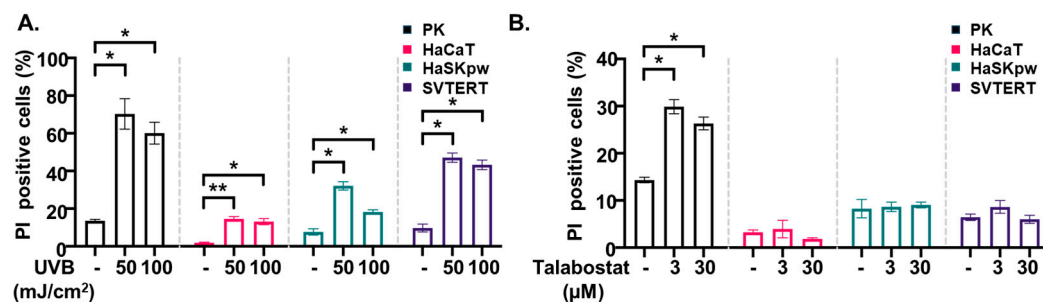 A.
PI positive cells (%)
100
80
60
40
20
0
* * ** * * * * *
PK
HaCaT
HaSKpw
SVTERT
UVB - 50 100 - 50 100 - 50 100 - 50 100
(mJ/cm²)
B.
PI positive cells (%)
40
30
20
10
0
* *
PK
HaCaT
HaSKpw
SVTERT
Talabostat - 3 30 - 3 30 - 3 30 - 3 30
(μM)